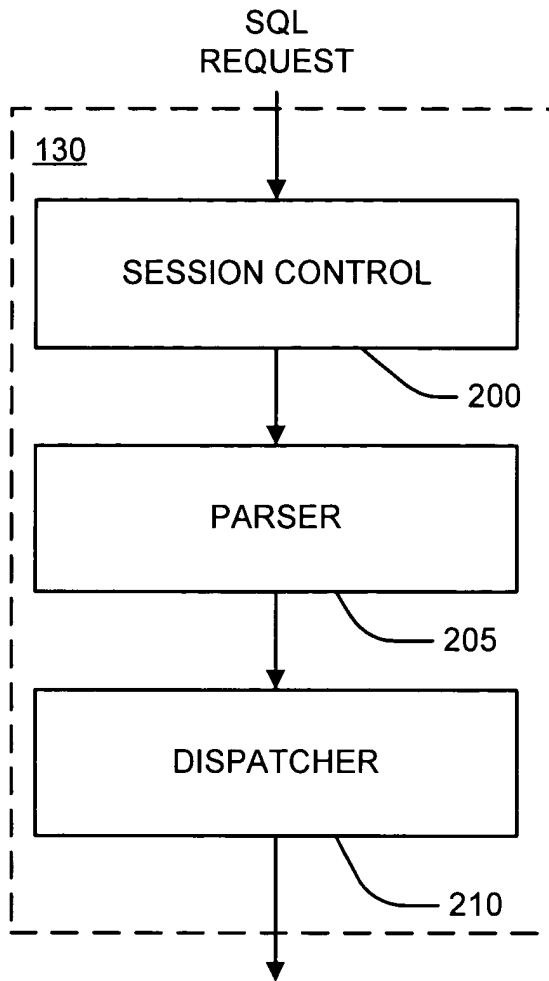 SQL
REQUEST
130
SESSION CONTROL
200
PARSER
205
DISPATCHER
210